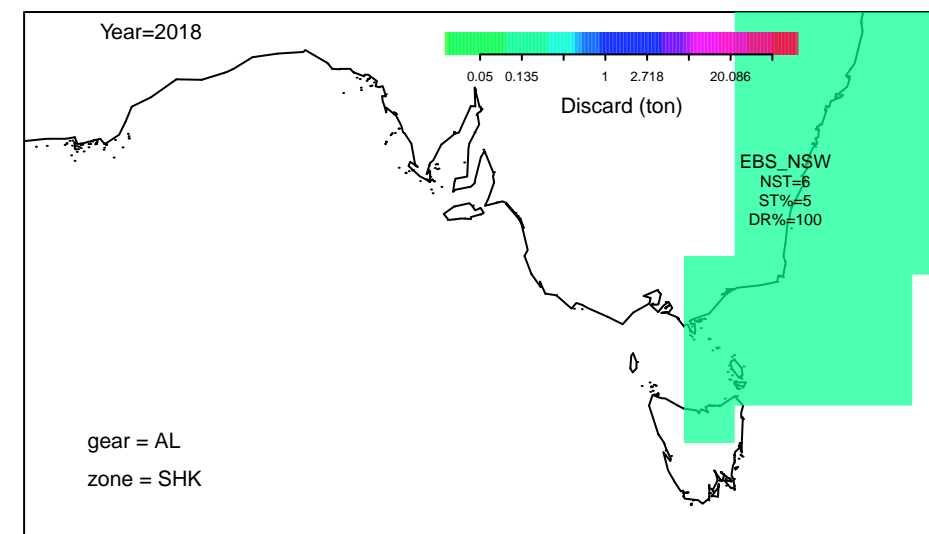 Year=2018
0.05 0.135 1 2.718 20.086
Discard (ton)
EBS_NSW
NST=6
ST%=5
DR%=100
gear = AL
zone = SHK